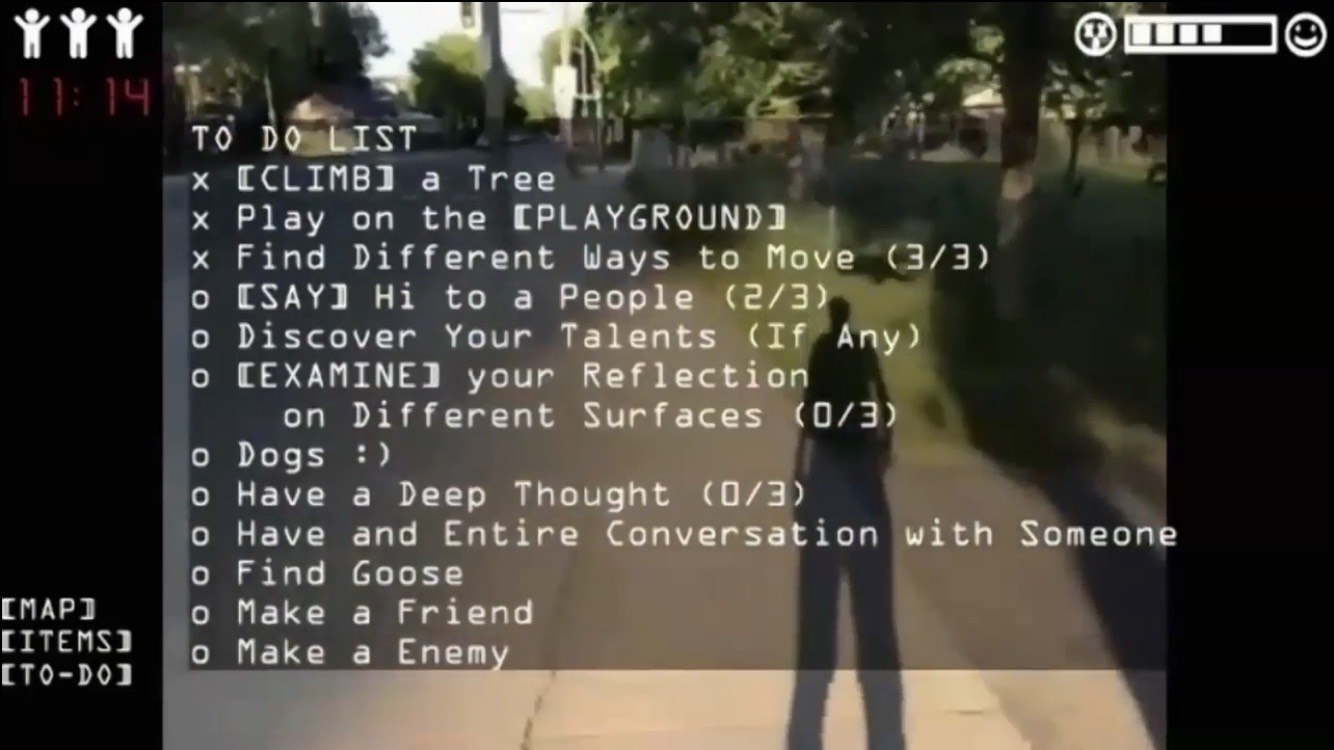 11:14
TO DO LIST
x [CLIMB] a Tree
x Play on the [PLAYGROUND]
x Find Different Ways to Move (3/3)
o [SAY] Hi to a People (2/3)
o Discover Your Talents (If Any)
o [EXAMINE] your Reflection
on Different Surfaces (0/3)
o Dogs :)
o Have a Deep Thought (0/3)
o Have and Entire Conversation with Someone
o Find Goose
o Make a Friend
o Make a Enemy
[MAP]
[ITEMS]
[TO-DO]